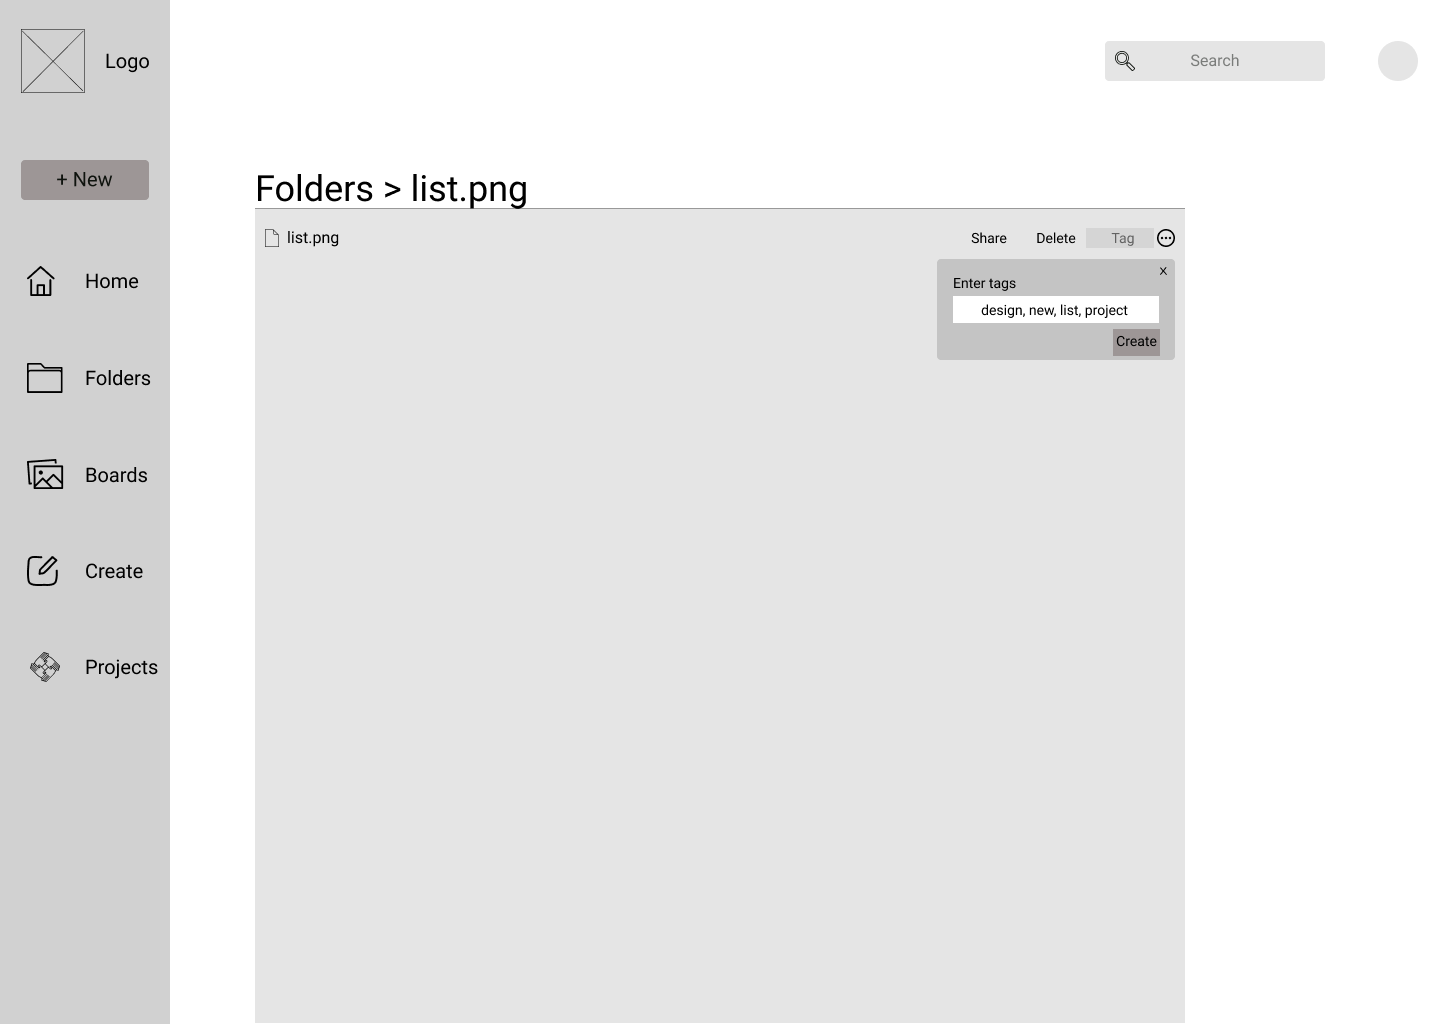 Logo
Search
+ New
Folders > list.png
list.png
Share
Delete
Tag
x
Enter tags
design, new, list, project
Create
Home
Folders
Boards
Create
Projects